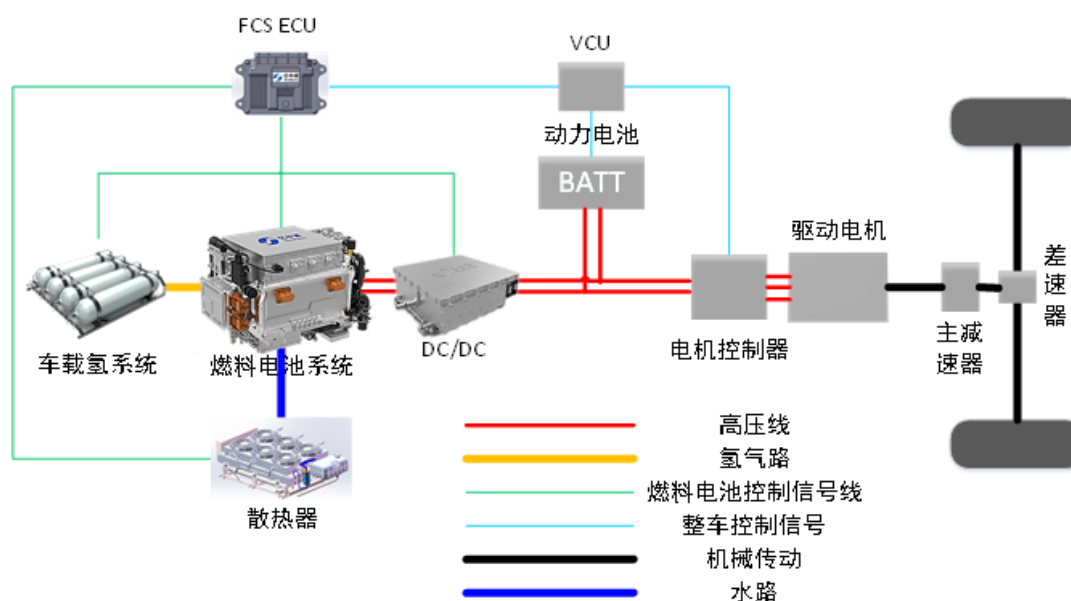 FCS ECU
VCU
动力电池
BATT
驱动电机
差速器
车载氢系统
燃料电池系统
DC/DC
电机控制器
主减
速器
散热器
高压线
氢气路
燃料电池控制信号线
整车控制信号
机械传动
水路